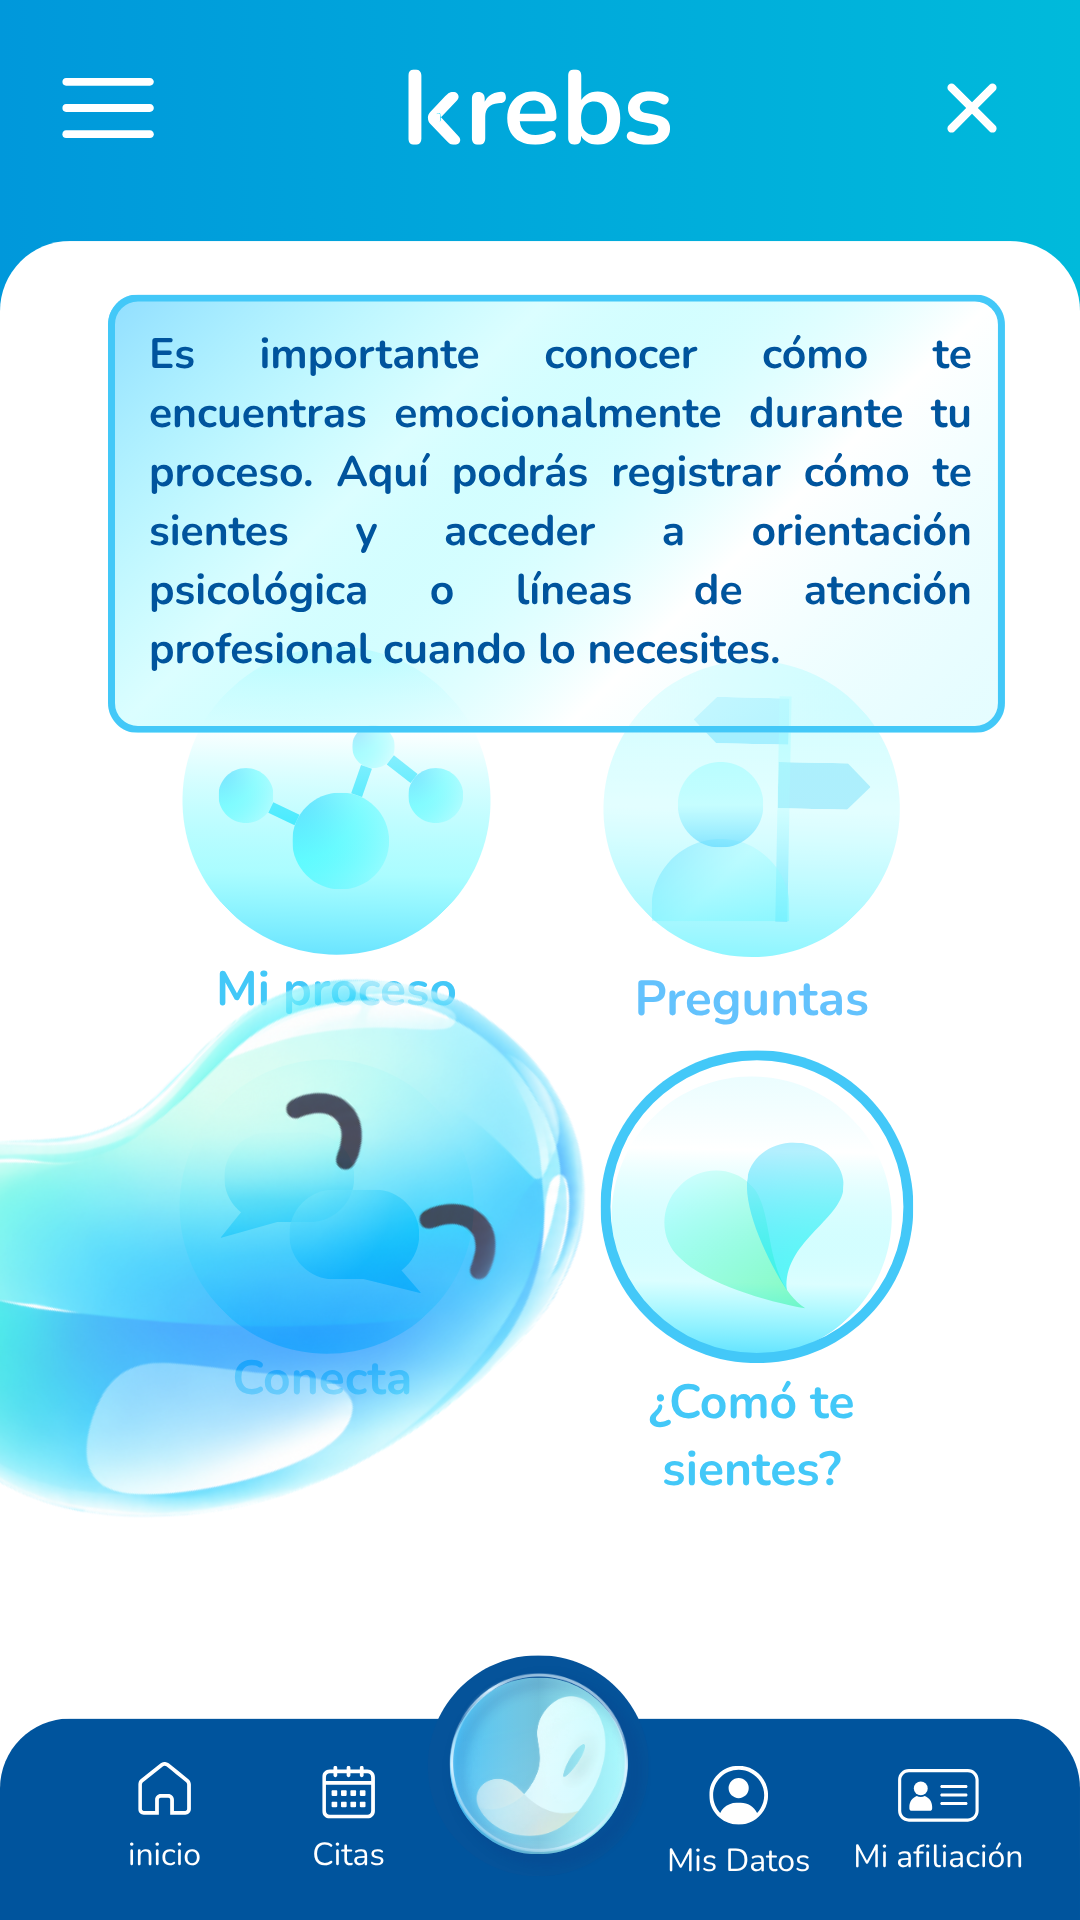 krebs
Es importante conocer cómo te
encuentras emocionalmente durante tu
proceso. Aquí podrás registrar cómo te
sientes y acceder a orientación
psicológica o líneas de atención
profesional cuando lo necesites.
Mi proceso
Preguntas
Conecta
¿Comó te
sientes?
inicio
Citas
Mis Datos
Mi afiliación